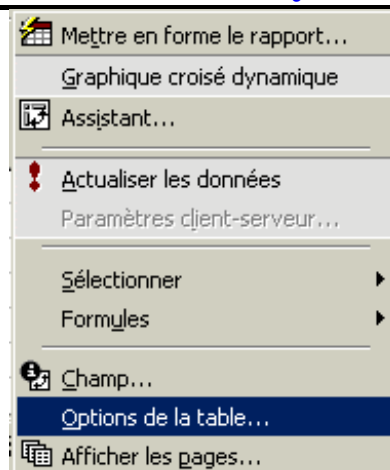 Mettre en forme le rapport...
Graphique croisé dynamique
Assistant...
Actualiser les données
Paramètres client-serveur...
Sélectionner
Formules
Champ...
Options de la table...
Afficher les pages...